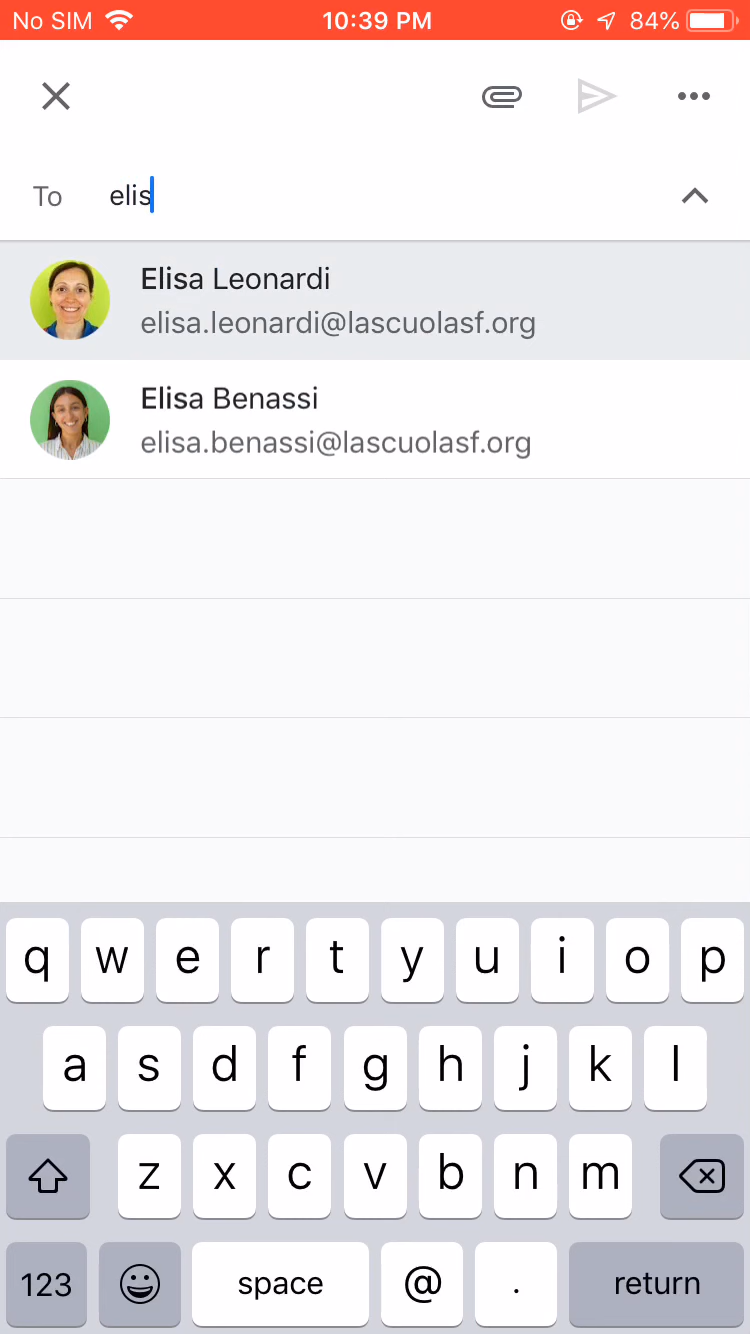 No SIM 10:39 PM 84%
To elis
Elisa Leonardi
elisa.leonardi@lascuolasf.org
Elisa Benassi
elisa.benassi@lascuolasf.org
q w e r t y u i o p
a s d f g h j k l
z x c v b n m
123 space @ . return